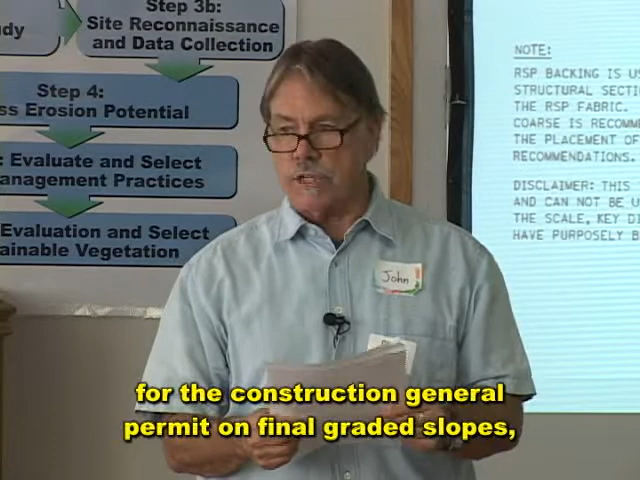 dy
Step 3b:
Site Reconnaissance
and Data Collection
Step 4:
ss Erosion Potential
: Evaluate and Select
anagement Practices
Evaluation and Select
ainable Vegetation
NOTE:
RSP BACKING IS US
STRUCTURAL SECTI
THE RSP FABRIC.
COARSE IS RECOMME
THE PLACEMENT OF
RECOMMENDATIONS.
DISCLAIMER: THIS
AND CAN NOT BE U
THE SCALE, KEY DI
HAVE PURPOSELY B
John
for the construction general
permit on final graded slopes,